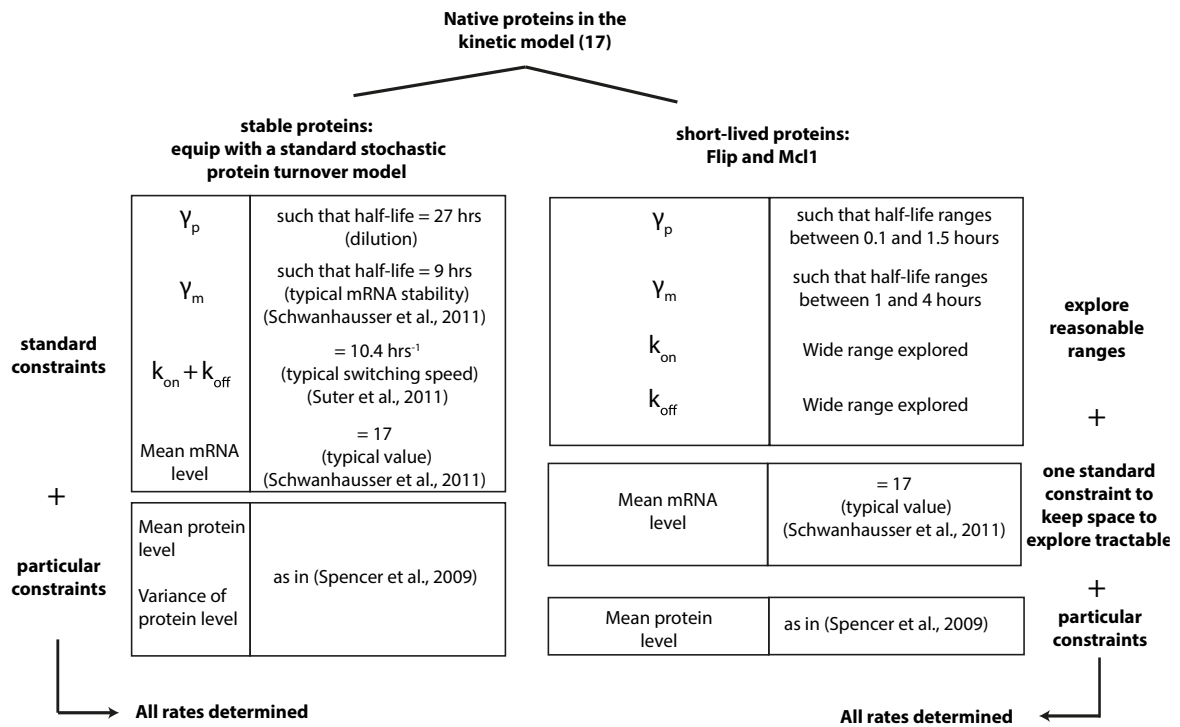 Native proteins in the
kinetic model (17)
stable proteins:
equip with a standard stochastic
protein turnover model
short-lived proteins:
Flip and Mcl1
standard
constraints
+
particular
constraints
γp
such that half-life = 27 hrs
(dilution)
γm
such that half-life = 9 hrs
(typical mRNA stability)
(Schwanhausser et al., 2011)
kon + koff
= 10.4 hrs-1
(typical switching speed)
(Suter et al., 2011)
Mean mRNA
level
= 17
(typical value)
(Schwanhausser et al., 2011)
Mean protein
level
Variance of
protein level
as in (Spencer et al., 2009)
All rates determined
γp
such that half-life ranges
between 0.1 and 1.5 hours
γm
such that half-life ranges
between 1 and 4 hours
kon
Wide range explored
koff
Wide range explored
Mean mRNA
level
= 17
(typical value)
(Schwanhausser et al., 2011)
Mean protein
level
as in (Spencer et al., 2009)
explore
reasonable
ranges
+
one standard
constraint to
keep space to
explore tractable
+
particular
constraints
All rates determined